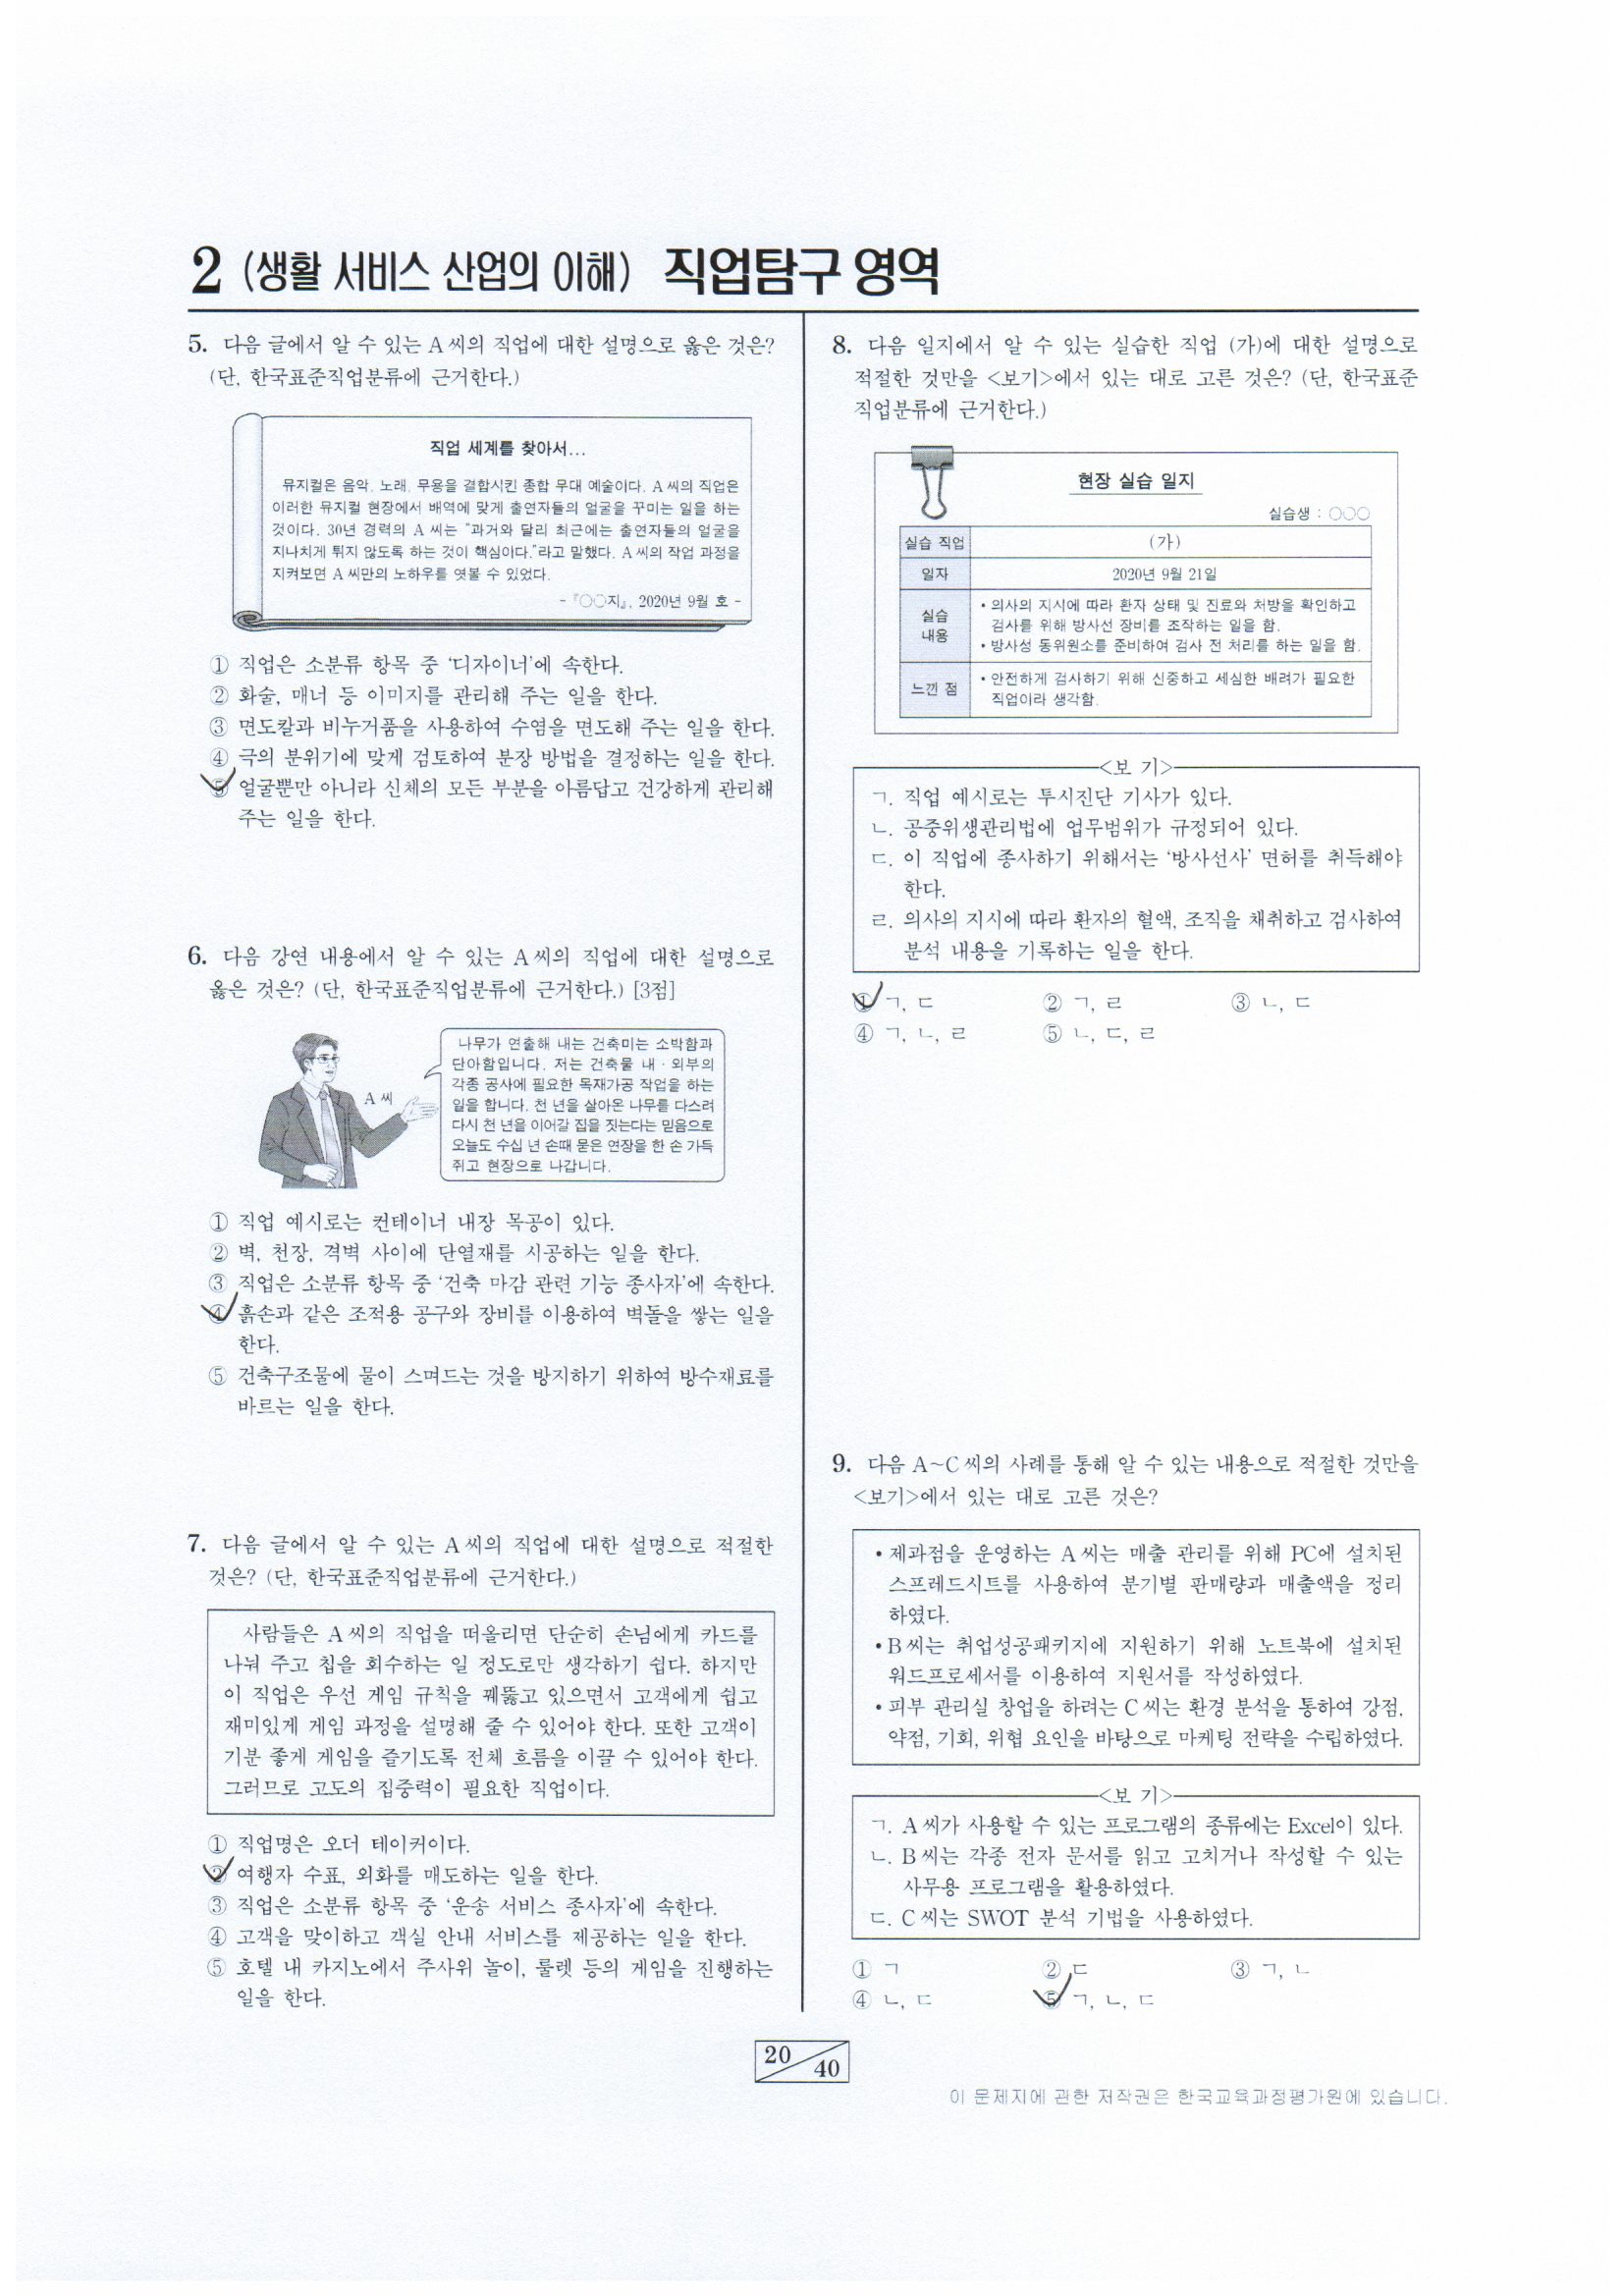 2 (생활 서비스 산업의 이해) 직업탐구 영역
5. 다음 글에서 알 수 있는 A 씨의 직업에 대한 설명으로 옳은 것은?
(단, 한국표준직업분류에 근거한다.)
직업 세계를 찾아서...
뮤지컬은 음악, 노래, 무용을 결합시킨 종합 무대 예술이다. A 씨의 직업은
이러한 뮤지컬 현장에서 배역에 맞게 출연자들의 얼굴을 꾸미는 일을 하는
것이다. 30년 경력의 A 씨는 "과거와 달리 최근에는 출연자들의 얼굴을
지나치게 튀지 않도록 하는 것이 핵심이다."라고 말했다. A 씨의 작업 과정을
지켜보면 A 씨만의 노하우를 엿볼 수 있었다.
-『○○지』, 2020년 9월 호 -
① 직업은 소분류 항목 중 '디자이너'에 속한다.
② 화술, 매너 등 이미지를 관리해 주는 일을 한다.
③ 면도칼과 비누거품을 사용하여 수염을 면도해 주는 일을 한다.
④ 극의 분위기에 맞게 검토하여 분장 방법을 결정하는 일을 한다.
⑤ 얼굴뿐만 아니라 신체의 모든 부분을 아름답고 건강하게 관리해
주는 일을 한다.
6. 다음 강연 내용에서 알 수 있는 A 씨의 직업에 대한 설명으로
옳은 것은? (단, 한국표준직업분류에 근거한다.) [3점]
A 씨
나무가 연출해 내는 건축미는 소박함과
단아함입니다. 저는 건축물 내·외부의
각종 공사에 필요한 목재가공 작업을 하는
일을 합니다. 천 년을 살아온 나무를 다스려
다시 천 년을 이어갈 집을 짓는다는 믿음으로
오늘도 수십 년 손때 묻은 연장을 한 손 가득
쥐고 현장으로 나갑니다.
① 직업 예시로는 컨테이너 내장 목공이 있다.
② 벽, 천장, 격벽 사이에 단열재를 시공하는 일을 한다.
③ 직업은 소분류 항목 중 '건축 마감 관련 기능 종사자'에 속한다.
④ 흙손과 같은 조적용 공구와 장비를 이용하여 벽돌을 쌓는 일을
한다.
⑤ 건축구조물에 물이 스며드는 것을 방지하기 위하여 방수재료를
바르는 일을 한다.
7. 다음 글에서 알 수 있는 A 씨의 직업에 대한 설명으로 적절한
것은? (단, 한국표준직업분류에 근거한다.)
사람들은 A 씨의 직업을 떠올리면 단순히 손님에게 카드를
나눠 주고 칩을 회수하는 일 정도로만 생각하기 쉽다. 하지만
이 직업은 우선 게임 규칙을 꿰뚫고 있으면서 고객에게 쉽고
재미있게 게임 과정을 설명해 줄 수 있어야 한다. 또한 고객이
기분 좋게 게임을 즐기도록 전체 흐름을 이끌 수 있어야 한다.
그러므로 고도의 집중력이 필요한 직업이다.
① 직업명은 오더 테이커이다.
② 여행자 수표, 외화를 매도하는 일을 한다.
③ 직업은 소분류 항목 중 '운송 서비스 종사자'에 속한다.
④ 고객을 맞이하고 객실 안내 서비스를 제공하는 일을 한다.
⑤ 호텔 내 카지노에서 주사위 놀이, 룰렛 등의 게임을 진행하는
일을 한다.
8. 다음 일지에서 알 수 있는 실습한 직업 (가)에 대한 설명으로
적절한 것만을 <보기>에서 있는 대로 고른 것은? (단, 한국표준
직업분류에 근거한다.)
현장 실습 일지
실습생 : ○○○
실습 직업 (가)
일자 2020년 9월 21일
실습
내용
• 의사의 지시에 따라 환자 상태 및 진료와 처방을 확인하고
검사를 위해 방사선 장비를 조작하는 일을 함.
• 방사성 동위원소를 준비하여 검사 전 처리를 하는 일을 함.
느낀 점
• 안전하게 검사하기 위해 신중하고 세심한 배려가 필요한
직업이라 생각함.
<보 기>
ㄱ. 직업 예시로는 투시진단 기사가 있다.
ㄴ. 공중위생관리법에 업무범위가 규정되어 있다.
ㄷ. 이 직업에 종사하기 위해서는 '방사선사' 면허를 취득해야
한다.
ㄹ. 의사의 지시에 따라 환자의 혈액, 조직을 채취하고 검사하여
분석 내용을 기록하는 일을 한다.
① ㄱ, ㄷ ② ㄱ, ㄹ ③ ㄴ, ㄷ
④ ㄱ, ㄴ, ㄹ ⑤ ㄴ, ㄷ, ㄹ
9. 다음 A~C 씨의 사례를 통해 알 수 있는 내용으로 적절한 것만을
<보기>에서 있는 대로 고른 것은?
• 제과점을 운영하는 A 씨는 매출 관리를 위해 PC에 설치된
스프레드시트를 사용하여 분기별 판매량과 매출액을 정리
하였다.
• B 씨는 취업성공패키지에 지원하기 위해 노트북에 설치된
워드프로세서를 이용하여 지원서를 작성하였다.
• 피부 관리실 창업을 하려는 C 씨는 환경 분석을 통하여 강점,
약점, 기회, 위협 요인을 바탕으로 마케팅 전략을 수립하였다.
<보 기>
ㄱ. A 씨가 사용할 수 있는 프로그램의 종류에는 Excel이 있다.
ㄴ. B 씨는 각종 전자 문서를 읽고 고치거나 작성할 수 있는
사무용 프로그램을 활용하였다.
ㄷ. C 씨는 SWOT 분석 기법을 사용하였다.
① ㄱ ② ㄷ ③ ㄱ, ㄴ
④ ㄴ, ㄷ ⑤ ㄱ, ㄴ, ㄷ
20 40
이 문제지에 관한 저작권은 한국교육과정평가원에 있습니다.